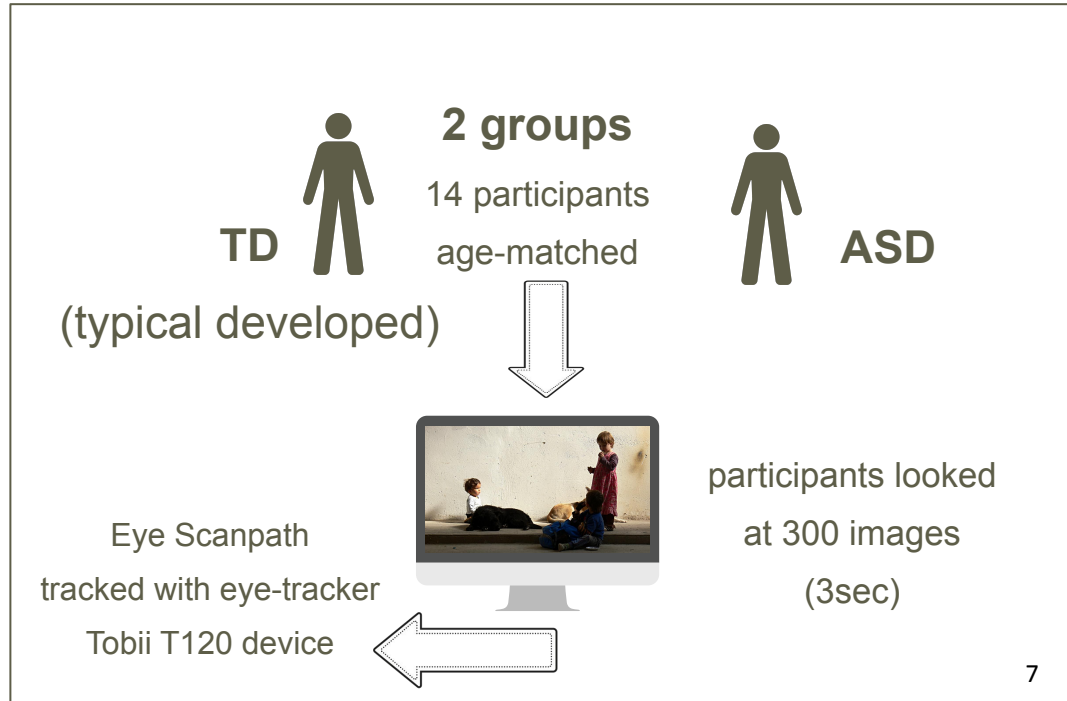 2 groups
14 participants
age-matched
TD
(typical developed)
ASD
participants looked
at 300 images
(3sec)
Eye Scanpath
tracked with eye-tracker
Tobii T120 device
7